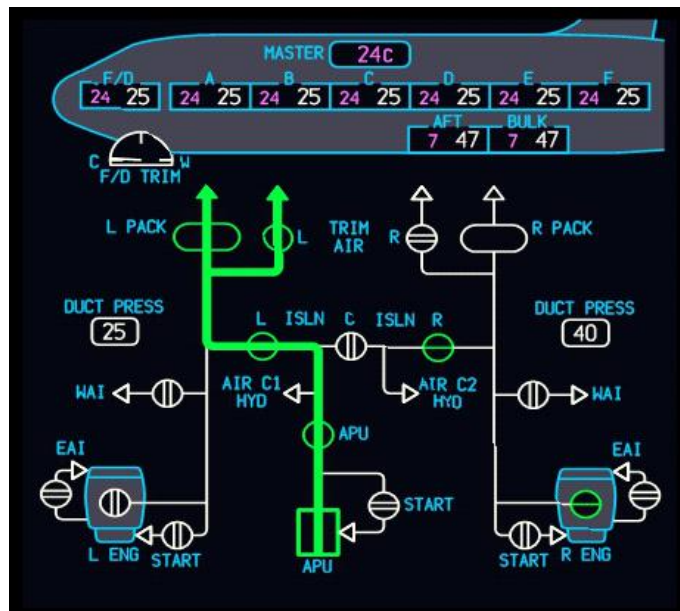 MASTER 24c
F/D A B C D E F
24 25 24 25 24 25 24 25 24 25 24 25 24 25
AFT BULK
7 47 7 47
C W
F/D TRIM
L PACK L TRIM AIR R R PACK
DUCT PRESS
25
L ISLN C ISLN R
DUCT PRESS
40
WAI
AIR C1
HYD
AIR C2
HYD
WAI
APU
EAI
EAI
START
L ENG
START
APU
START
R ENG